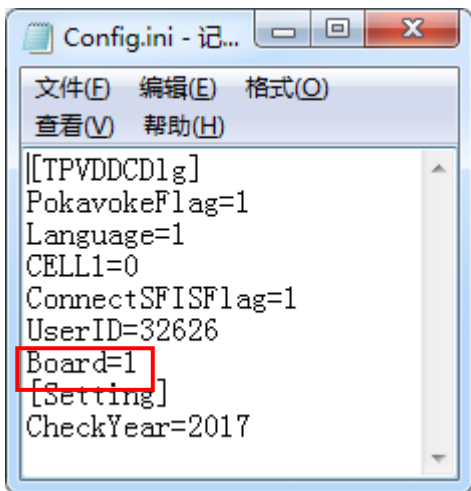 Config.ini - 记...
文件(F) 编辑(E) 格式(O)
查看(V) 帮助(H)
[TPVDDCDlg]
PokavokeFlag=1
Language=1
CELL1=0
ConnectSFISFlag=1
UserID=32626
Board=1
[Setting]
CheckYear=2017